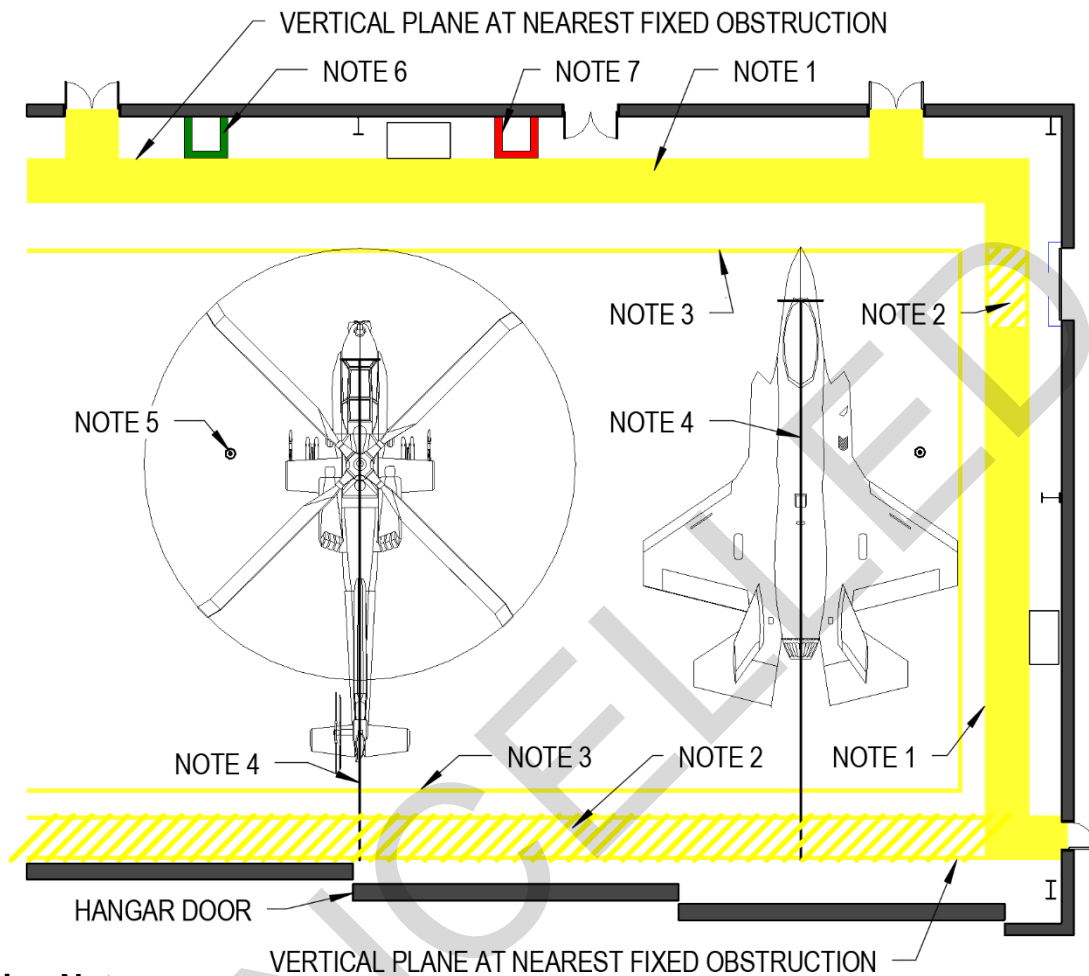 VERTICAL PLANE AT NEAREST FIXED OBSTRUCTION
NOTE 6
NOTE 7
NOTE 1
NOTE 3
NOTE 2
NOTE 5
NOTE 4
NOTE 4
NOTE 3
NOTE 2
NOTE 1
HANGAR DOOR
VERTICAL PLANE AT NEAREST FIXED OBSTRUCTION
CANCELLED